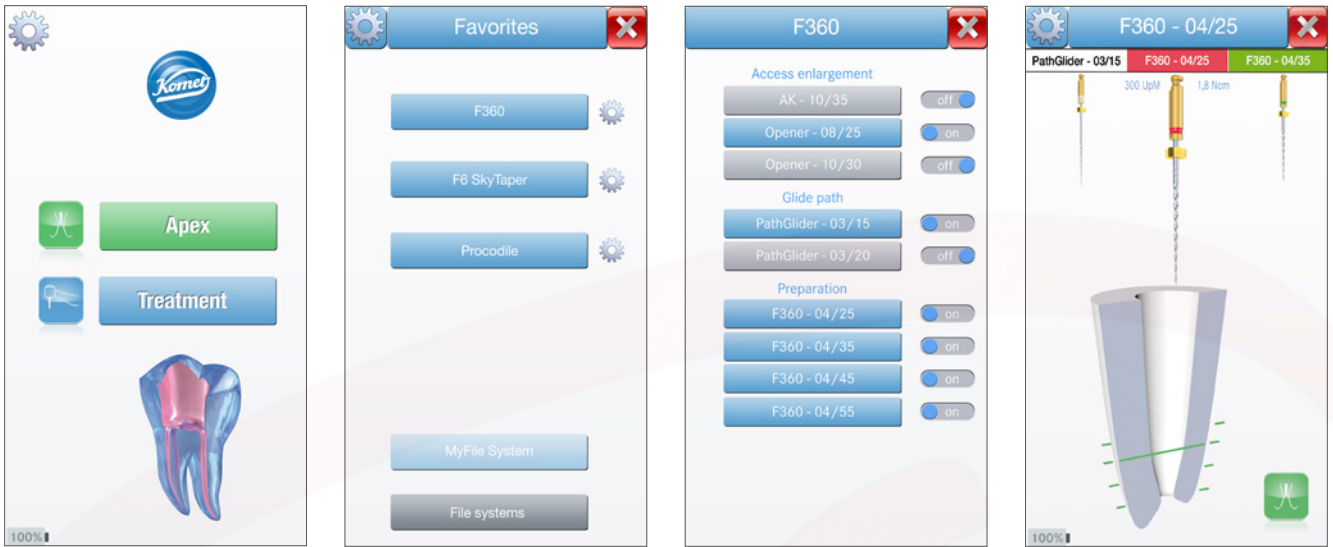 Komet
Apex
Treatment
100%
Favorites
F360
F6 SkyTaper
Procodile
MyFile System
File systems
F360
Access enlargement
AK - 10/35 off
Opener - 08/25 on
Opener - 10/30 off
Glide path
PathGlider - 03/15 on
PathGlider - 03/20 off
Preparation
F360 - 04/25 on
F360 - 04/35 on
F360 - 04/45 on
F360 - 04/55 on
F360 - 04/25
PathGlider - 03/15 F360 - 04/25 F360 - 04/35
300 UpM 1,8 Ncm
100%